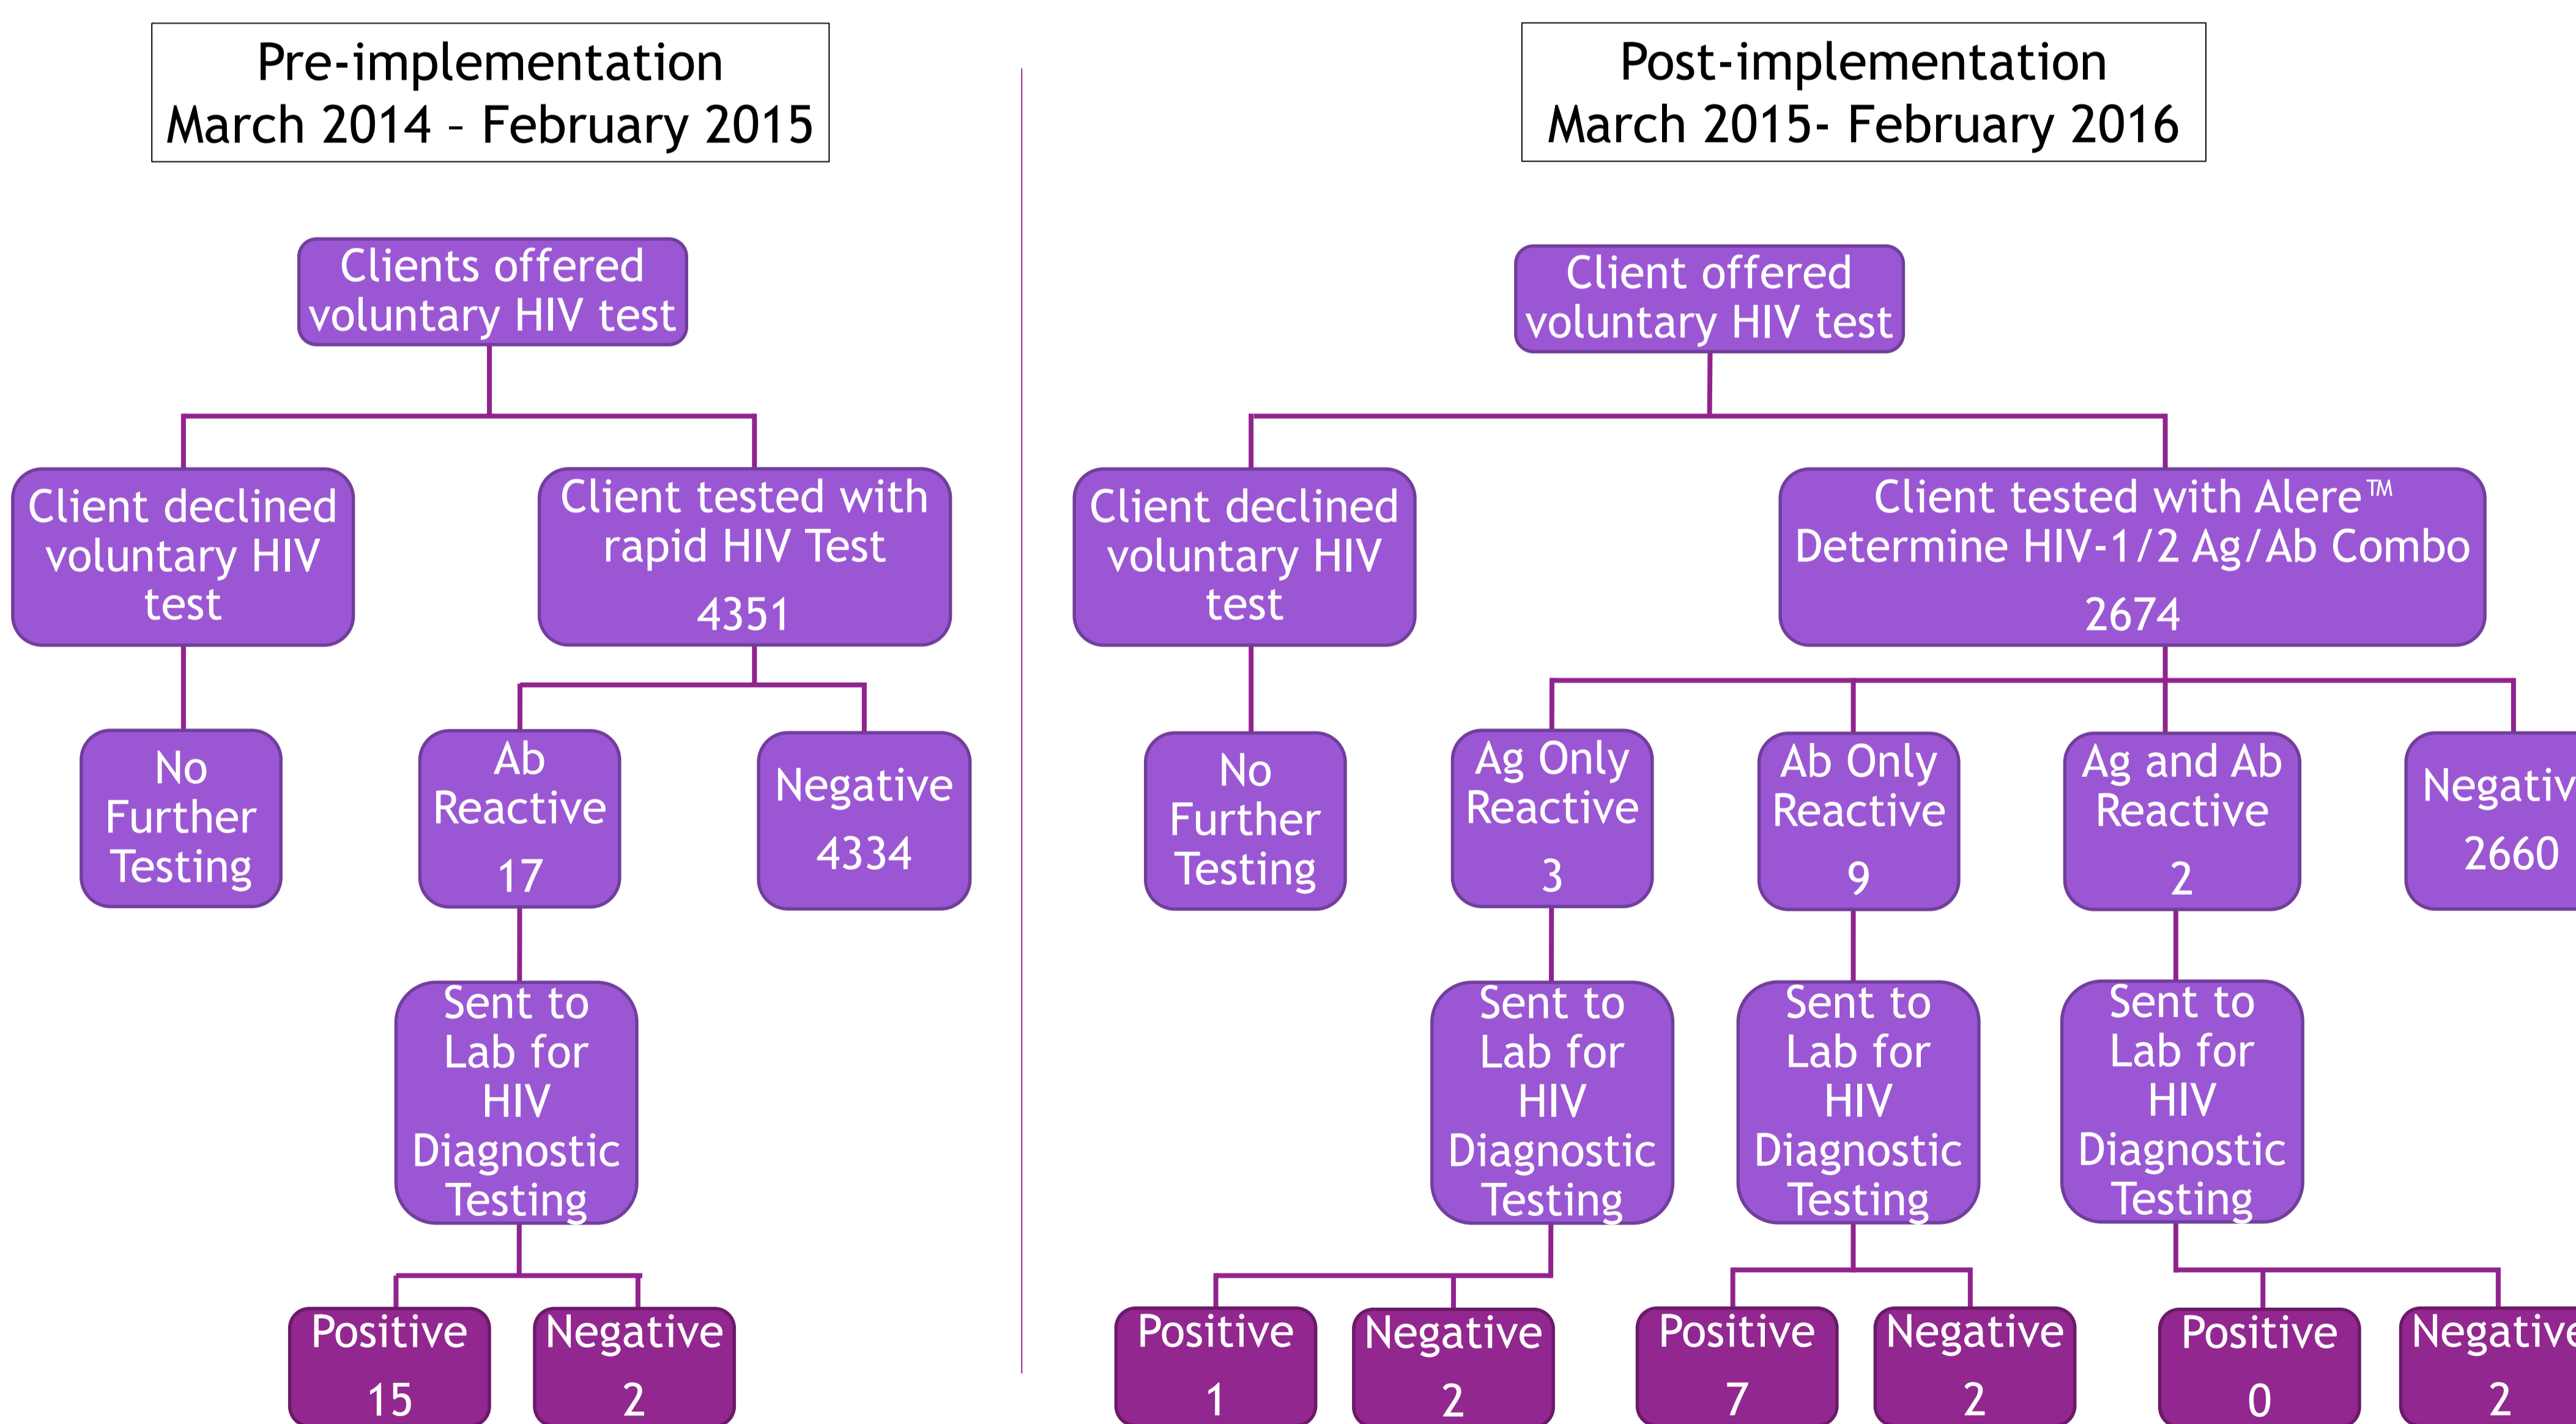 Pre-implementation
March 2014 – February 2015
Clients offered
voluntary HIV test
Client declined
voluntary HIV
test
Client tested with
rapid HIV Test
4351
No
Further
Testing
Ab
Reactive
17
Negative
4334
Sent to
Lab for
HIV
Diagnostic
Testing
Positive
15
Negative
2
Post-implementation
March 2015- February 2016
Client offered
voluntary HIV test
Client declined
voluntary HIV
test
Client tested with Alere™
Determine HIV-1/2 Ag/Ab Combo
2674
No
Further
Testing
Ag Only
Reactive
3
Ab Only
Reactive
9
Ag and Ab
Reactive
2
Negativ
2660
Sent to
Lab for
HIV
Diagnostic
Testing
Sent to
Lab for
HIV
Diagnostic
Testing
Sent to
Lab for
HIV
Diagnostic
Testing
Positive
1
Negative
2
Positive
7
Negative
2
Positive
0
Negative
2